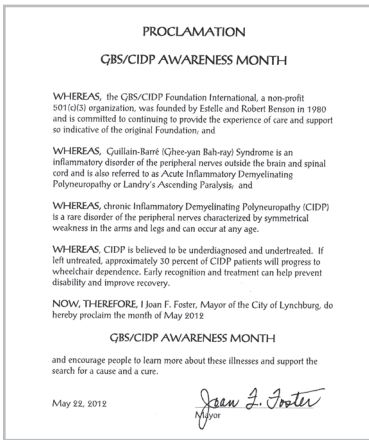 PROCLAMATION
GBS/CIDP AWARENESS MONTH
WHEREAS, the GBS/CIDP Foundation International, a non-profit
501(c)(3) organization, was founded by Estelle and Robert Benson in 1980
and is committed to continuing to provide the experience of care and support
so indicative of the original Foundation; and
WHEREAS, Guillain-Barré (Ghee-yan Bah-ray) Syndrome is an
inflammatory disorder of the peripheral nerves outside the brain and spinal
cord and is also referred to as Acute Inflammatory Demyelinating
Polyneuropathy or Landry's Ascending Paralysis; and
WHEREAS, chronic Inflammatory Demyelinating Polyneuropathy (CIDP)
is a rare disorder of the peripheral nerves characterized by symmetrical
weakness in the arms and legs and can occur at any age.
WHEREAS, CIDP is believed to be underdiagnosed and undertreated. If
left untreated, approximately 30 percent of CIDP patients will progress to
wheelchair dependence. Early recognition and treatment can help prevent
disability and improve recovery.
NOW, THEREFORE, I Joan F. Foster, Mayor of the City of Lynchburg, do
hereby proclaim the month of May 2012
GBS/CIDP AWARENESS MONTH
and encourage people to learn more about these illnesses and support the
search for a cause and a cure.
May 22, 2012
Joan F. Foster
Mayor